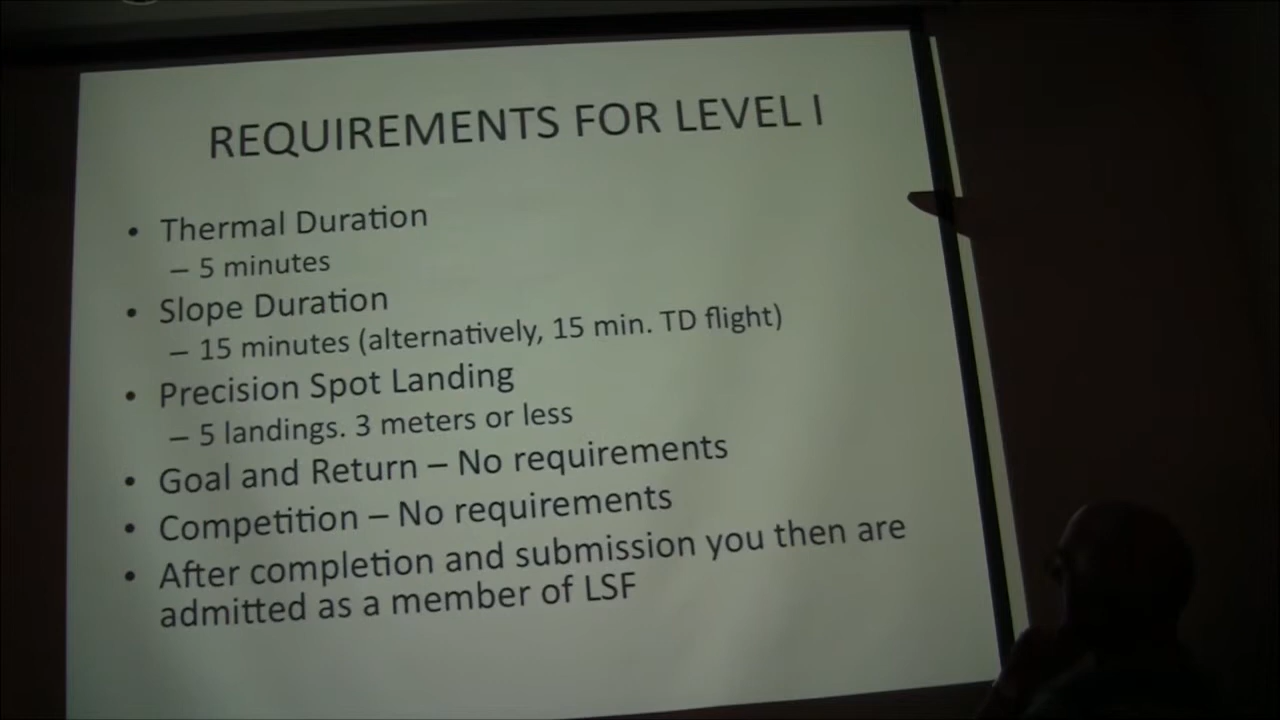 REQUIREMENTS FOR LEVEL I
• Thermal Duration
– 5 minutes
• Slope Duration
– 15 minutes (alternatively, 15 min. TD flight)
• Precision Spot Landing
– 5 landings. 3 meters or less
• Goal and Return – No requirements
• Competition – No requirements
• After completion and submission you then are
admitted as a member of LSF